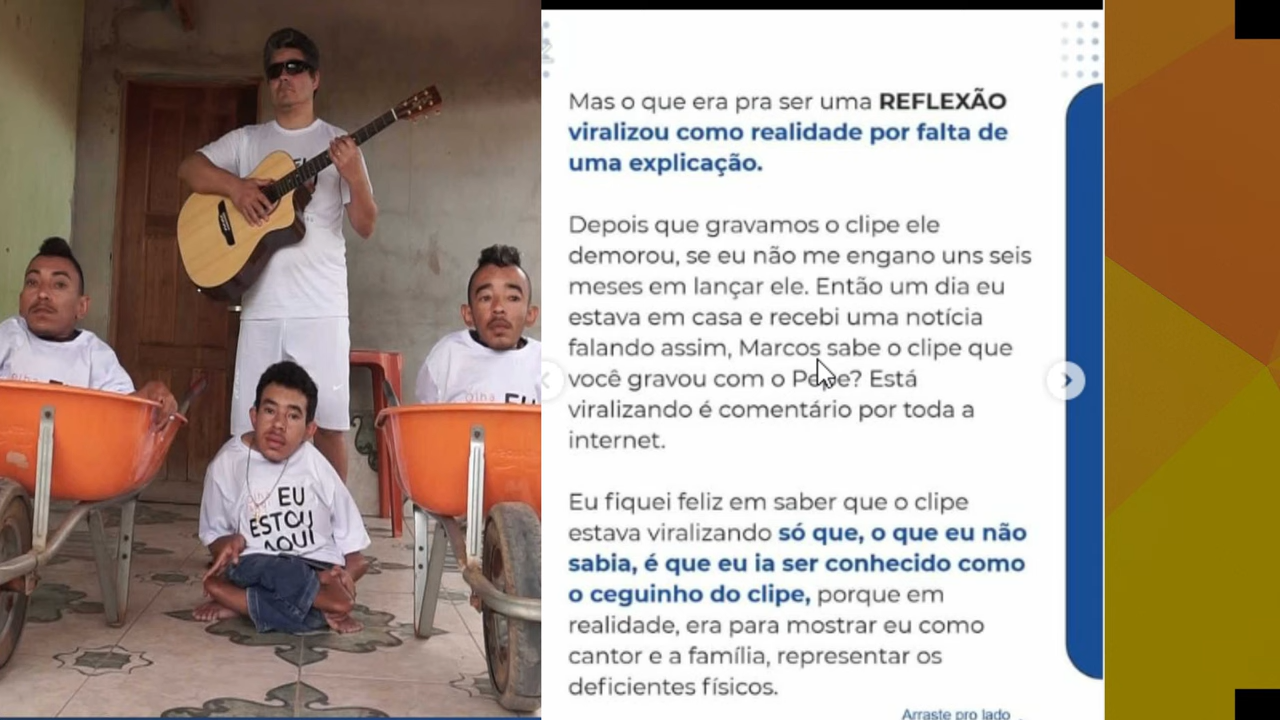 Olha
EU
ESTOU
AQUI
Olha
EU
Mas o que era pra ser uma REFLEXÃO
viralizou como realidade por falta de
uma explicação.
Depois que gravamos o clipe ele
demorou, se eu não me engano uns seis
meses em lançar ele. Então um dia eu
estava em casa e recebi uma notícia
falando assim, Marcos sabe o clipe que
você gravou com o Pepe? Está
viralizando é comentário por toda a
internet.
Eu fiquei feliz em saber que o clipe
estava viralizando só que, o que eu não
sabia, é que eu ia ser conhecido como
o ceguinho do clipe, porque em
realidade, era para mostrar eu como
cantor e a família, representar os
deficientes físicos.
Arraste pro lado